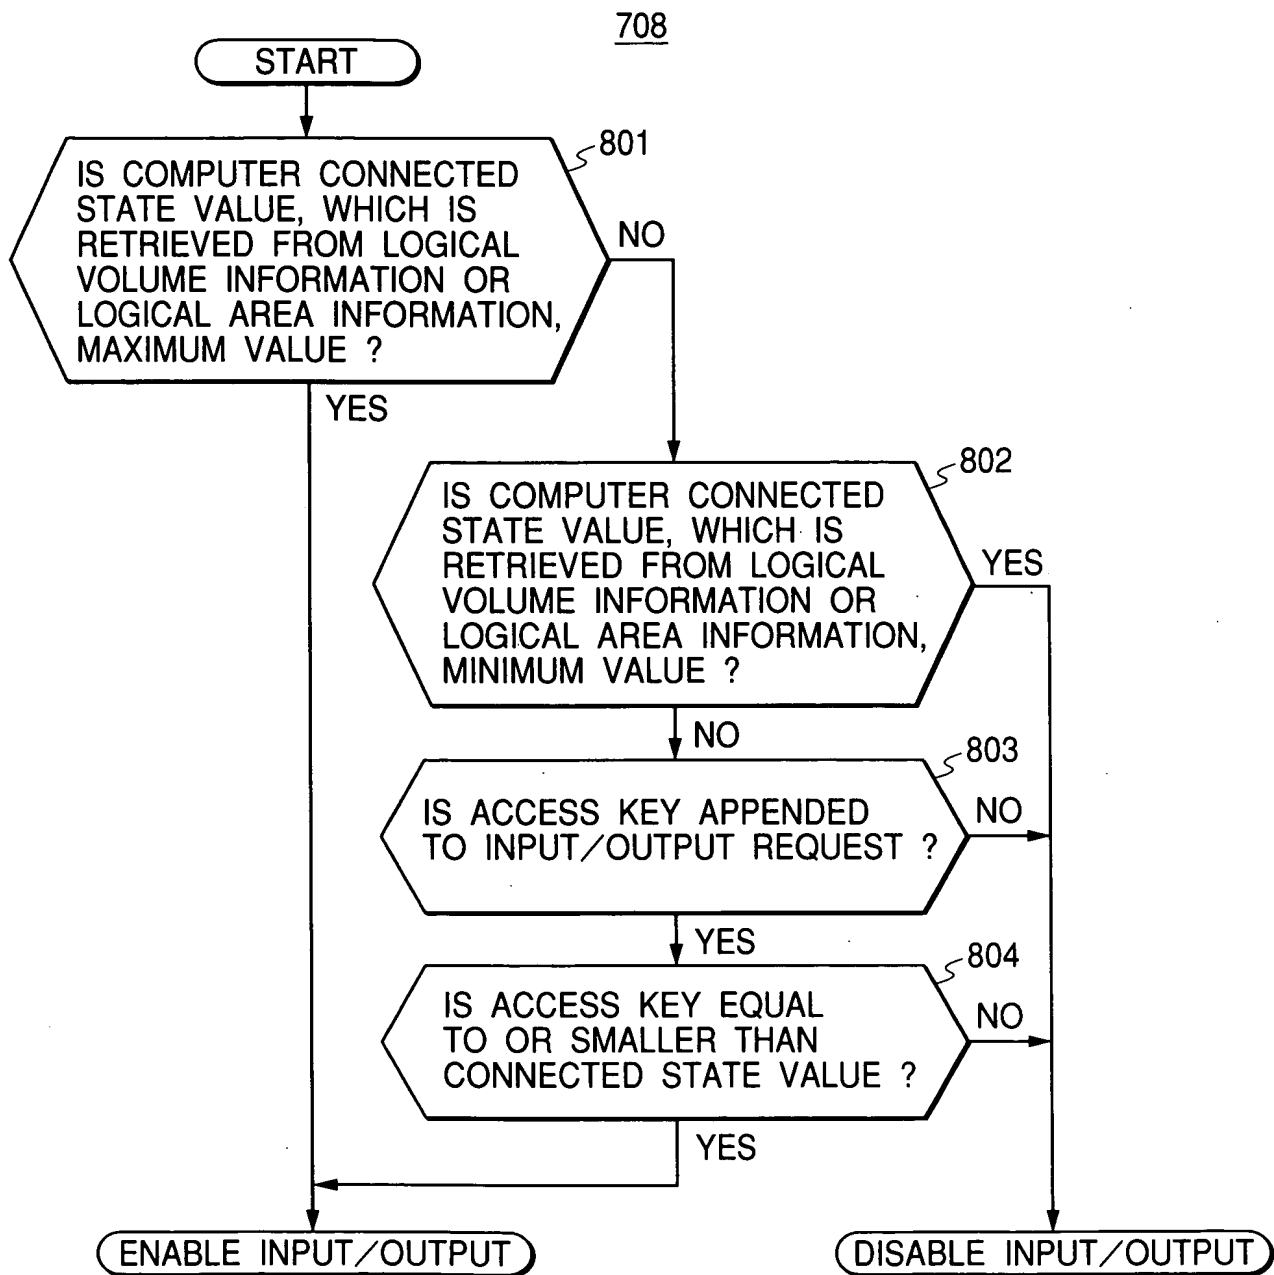 708
START
801
IS COMPUTER CONNECTED
STATE VALUE, WHICH IS
RETRIEVED FROM LOGICAL
VOLUME INFORMATION OR
LOGICAL AREA INFORMATION,
MAXIMUM VALUE ?
NO
YES
802
IS COMPUTER CONNECTED
STATE VALUE, WHICH IS
RETRIEVED FROM LOGICAL
VOLUME INFORMATION OR
LOGICAL AREA INFORMATION,
MINIMUM VALUE ?
YES
NO
803
IS ACCESS KEY APPENDED
TO INPUT/OUTPUT REQUEST ?
NO
YES
804
IS ACCESS KEY EQUAL
TO OR SMALLER THAN
CONNECTED STATE VALUE ?
NO
YES
ENABLE INPUT/OUTPUT
DISABLE INPUT/OUTPUT